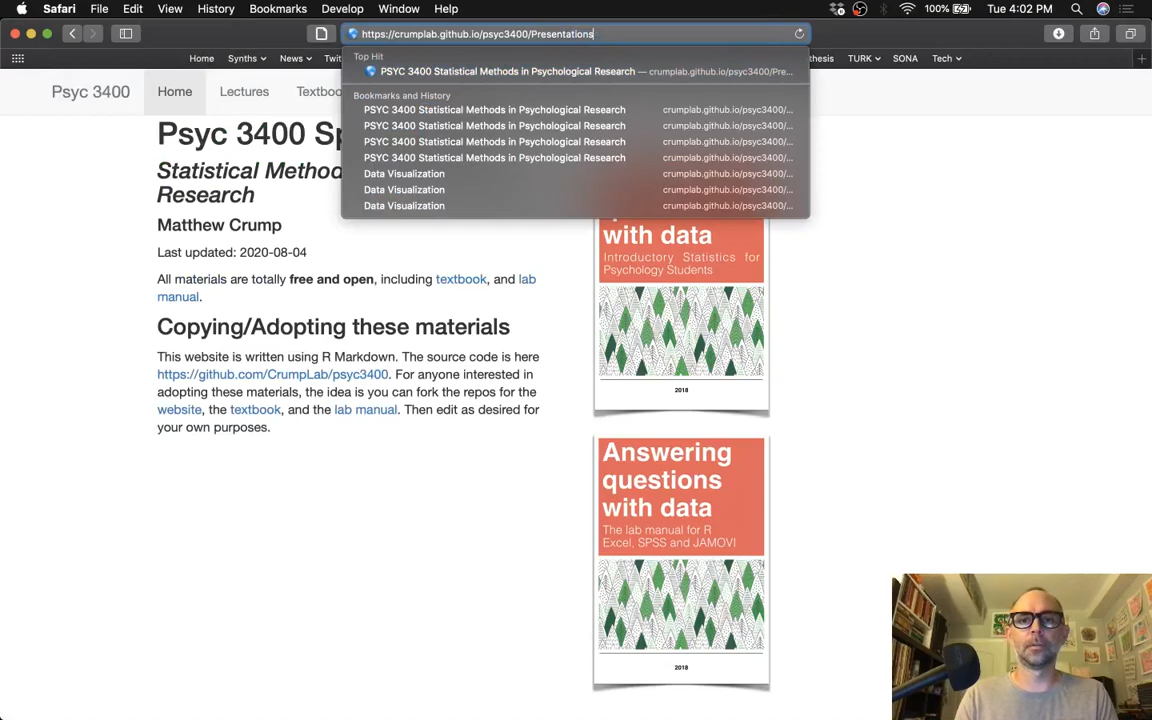 Safari File Edit View History Bookmarks Develop Window Help 100% Tue 4:02 PM
https://crumplab.github.io/psyc3400/Presentations
Top Hit
PSYC 3400 Statistical Methods in Psychological Research — crumplab.github.io/psyc3400/Pre...
Home Synths News Twit thesis TURK SONA Tech
Bookmarks and History
Psyc 3400 Home Lectures Textboo
PSYC 3400 Statistical Methods in Psychological Research crumplab.github.io/psyc3400/...
PSYC 3400 Statistical Methods in Psychological Research crumplab.github.io/psyc3400/...
PSYC 3400 Statistical Methods in Psychological Research crumplab.github.io/psyc3400/...
PSYC 3400 Statistical Methods in Psychological Research crumplab.github.io/psyc3400/...
Data Visualization crumplab.github.io/psyc3400/...
Data Visualization crumplab.github.io/psyc3400/...
Data Visualization crumplab.github.io/psyc3400/...
Psyc 3400 Sp
Statistical Metho
Research
Matthew Crump
Last updated: 2020-08-04
All materials are totally free and open, including textbook, and lab
manual.
Copying/Adopting these materials
This website is written using R Markdown. The source code is here
https://github.com/CrumpLab/psyc3400. For anyone interested in
adopting these materials, the idea is you can fork the repos for the
website, the textbook, and the lab manual. Then edit as desired for
your own purposes.
with data
Introductory Statistics for
Psychology Students
2018
Answering
questions
with data
The lab manual for R
Excel, SPSS and JAMOVI
2018